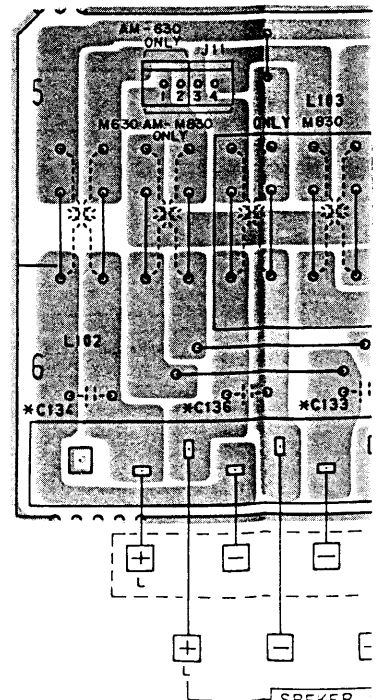 AM-630
ONLY
J11
5
1 2 3 4
L103
M630·AM-M830
ONLY
ONLY M830
L102
6
*C134
*C136
*C133
+
−
−
L
+
−
L
SPEKER